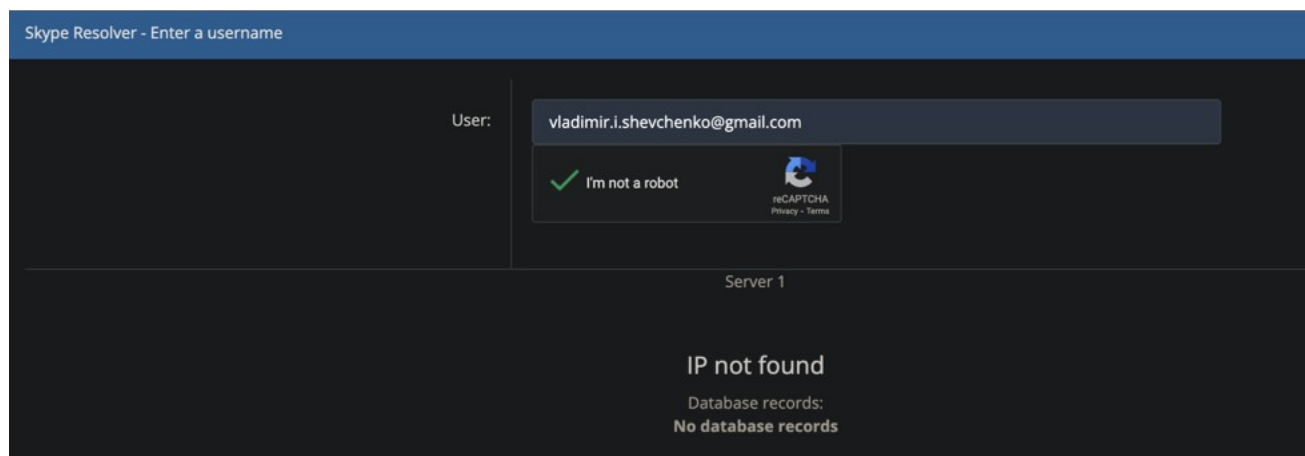 Skype Resolver - Enter a username
User:
vladimir.i.shevchenko@gmail.com
I'm not a robot
reCAPTCHA
Privacy - Terms
Server 1
IP not found
Database records:
No database records